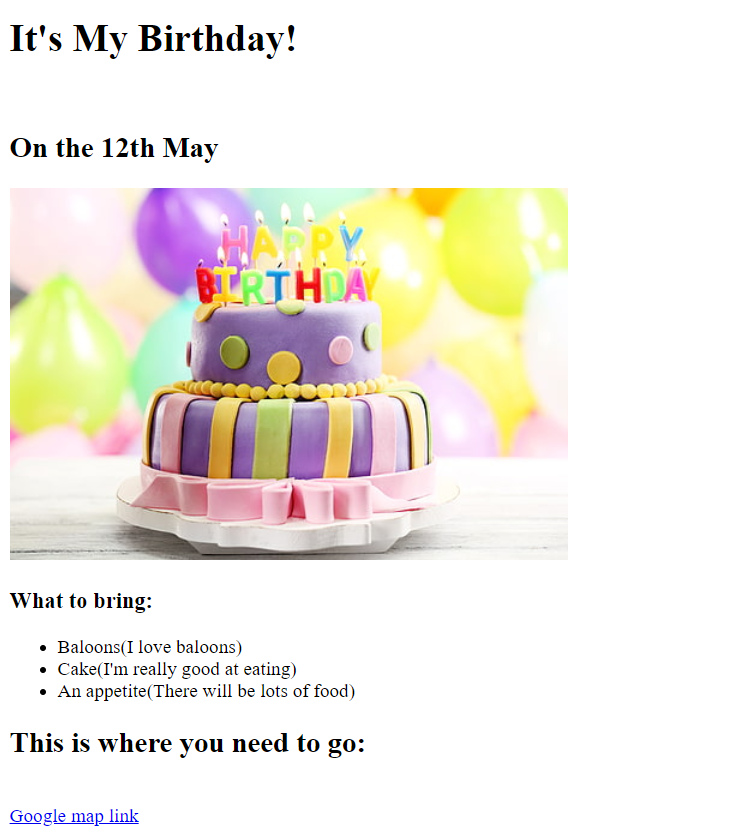 It's My Birthday!
On the 12th May
HAPPY
BIRTHDAY
What to bring:
Baloons(I love baloons)
Cake(I'm really good at eating)
An appetite(There will be lots of food)
This is where you need to go:
Google map link